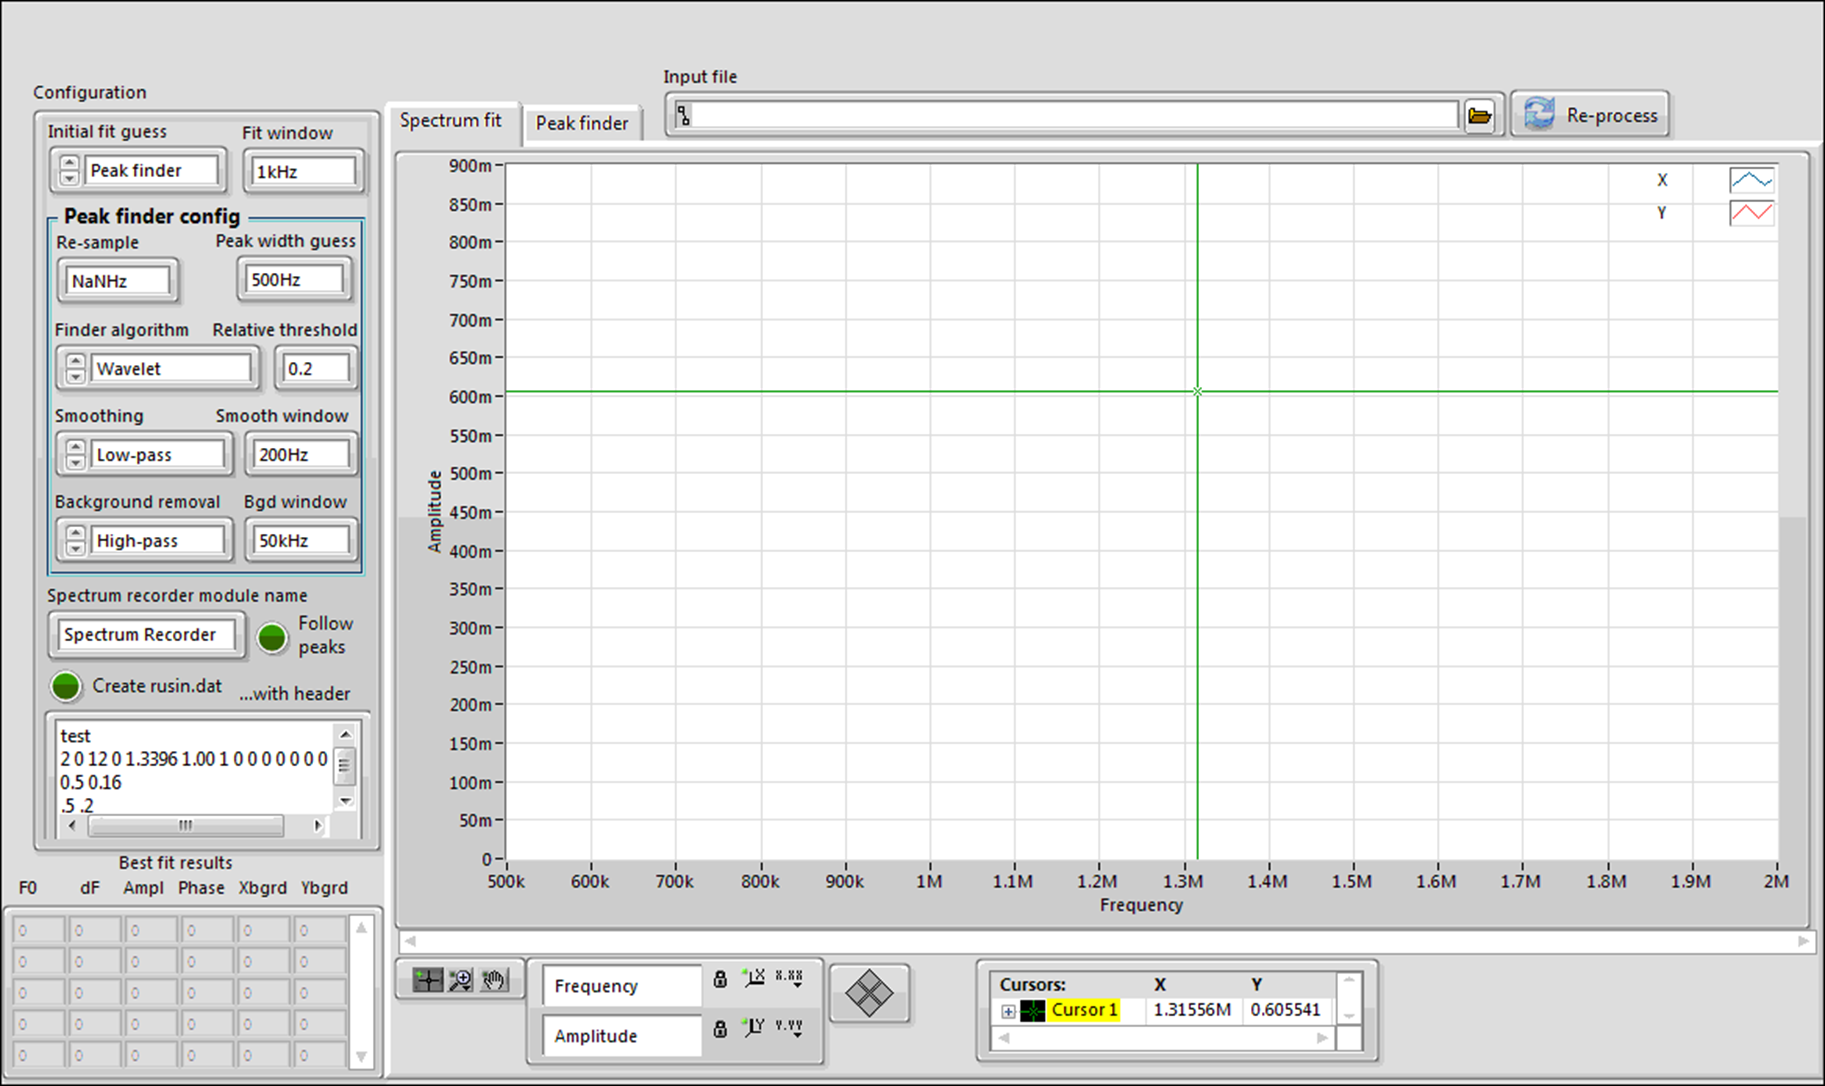 Input file
Configuration
Re-process
Spectrum fit
Peak finder
Initial fit guess
Fit window
Peak finder
1kHz
Peak finder config
Re-sample
Peak width guess
NaNHz
500Hz
Finder algorithm
Relative threshold
Wavelet
0.2
Smoothing
Smooth window
Low-pass
200Hz
Background removal
Bgd window
High-pass
50kHz
Spectrum recorder module name
Spectrum Recorder
Follow
peaks
Create rusin.dat
...with header
test
2 0 12 0 1.3396 1.00 1 0 0 0 0 0 0 0
0.5 0.16
.5 .2
Best fit results
F0 dF Ampl Phase Xbgrd Ybgrd
0 0 0 0 0 0
0 0 0 0 0 0
0 0 0 0 0 0
0 0 0 0 0 0
0 0 0 0 0 0
X
Y
900m
850m
800m
750m
700m
650m
600m
550m
500m
450m
400m
350m
300m
250m
200m
150m
100m
50m
0
Amplitude
500k 600k 700k 800k 900k 1M 1.1M 1.2M 1.3M 1.4M 1.5M 1.6M 1.7M 1.8M 1.9M 2M
Frequency
Frequency
X X.XX
Amplitude
Y Y.YY
Cursors: X Y
Cursor 1 1.31556M 0.605541